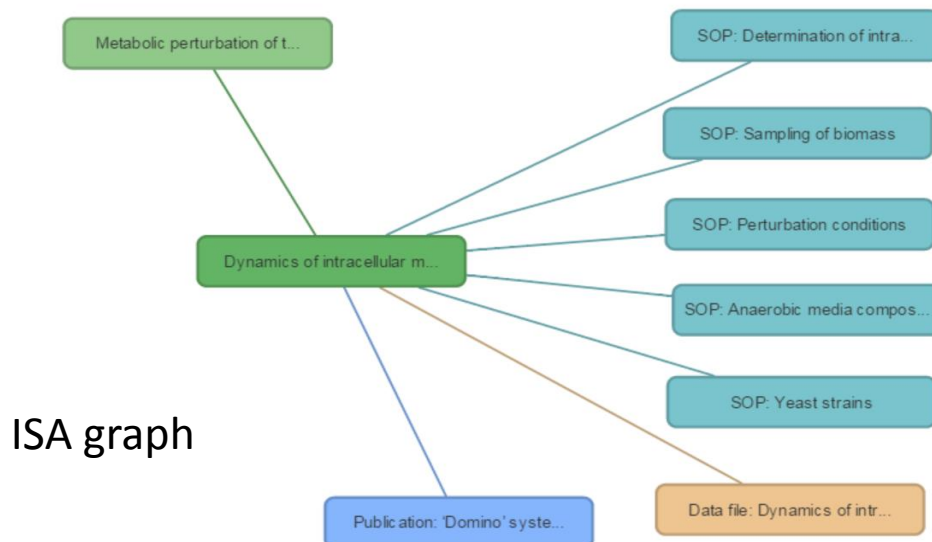 Metabolic perturbation of t...
SOP: Determination of intra...
SOP: Sampling of biomass
SOP: Perturbation conditions
Dynamics of intracellular m...
SOP: Anaerobic media compos...
SOP: Yeast strains
ISA graph
Publication: 'Domino' syste...
Data file: Dynamics of intr...